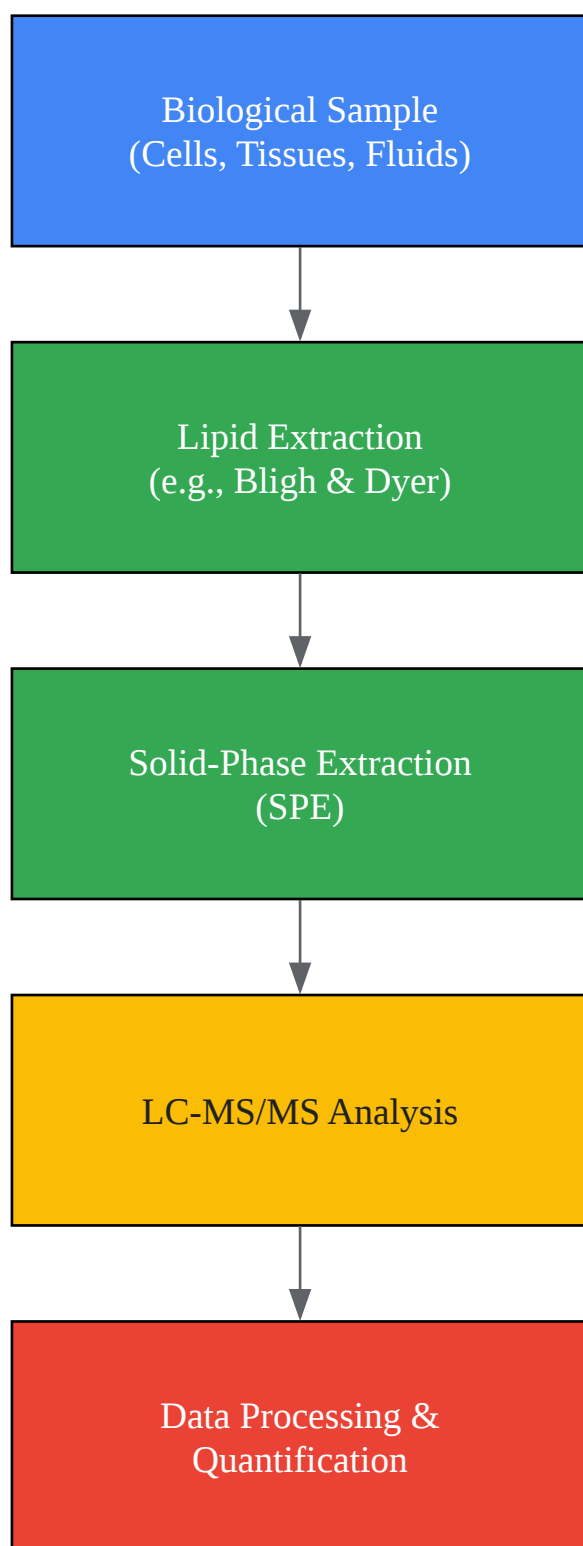 Biological Sample
(Cells, Tissues, Fluids)
Lipid Extraction
(e.g., Bligh & Dyer)
Solid-Phase Extraction
(SPE)
LC-MS/MS Analysis
Data Processing &
Quantification